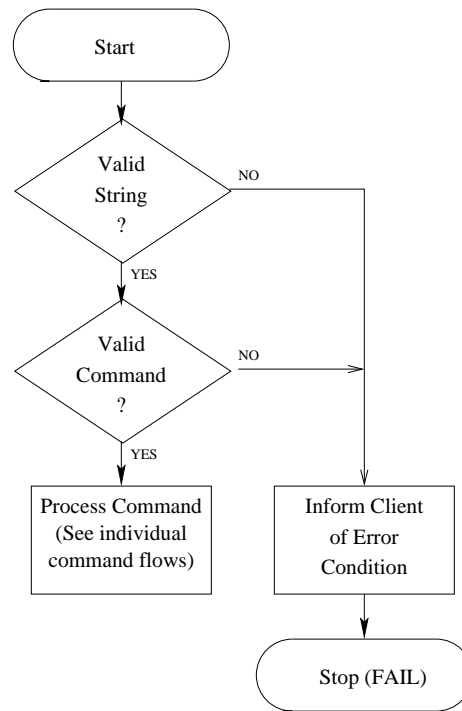 Start
Valid
String
?
NO
YES
Valid
Command
?
NO
YES
Process Command
(See individual
command flows)
Inform Client
of Error
Condition
Stop (FAIL)